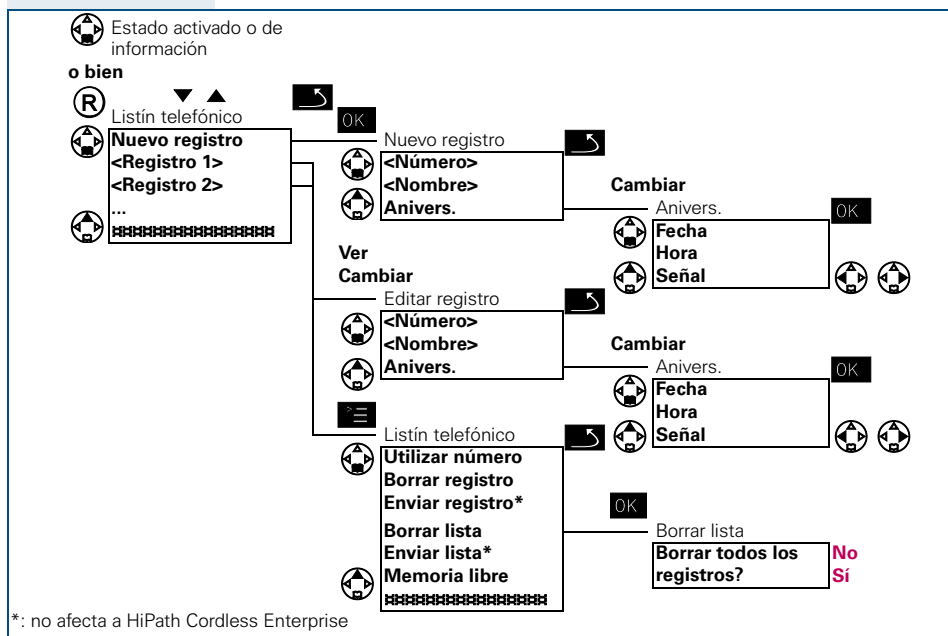 Estado activado o de
información
o bien
R
Listín telefónico
Nuevo registro
<Registro 1>
<Registro 2>
...
OK
Nuevo registro
<Número>
<Nombre>
Anivers.
Cambiar
Anivers.
OK
Fecha
Hora
Señal
Ver
Cambiar
Editar registro
<Número>
<Nombre>
Anivers.
Cambiar
Anivers.
OK
Fecha
Hora
Señal
Listín telefónico
Utilizar número
Borrar registro
Enviar registro*
Borrar lista
Enviar lista*
Memoria libre
OK
Borrar lista
Borrar todos los
registros?
No
Sí
*: no afecta a HiPath Cordless Enterprise